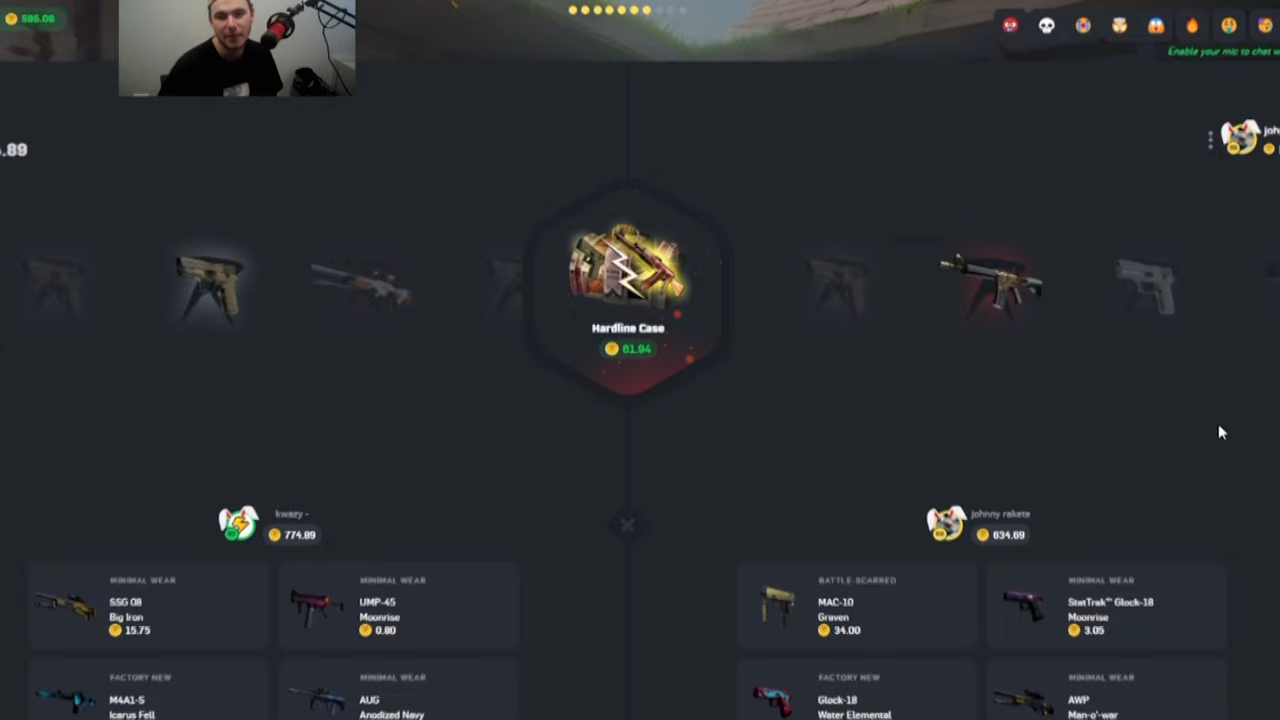 595.06
Enable your mic to chat w
.89
joh
Hardline Case
61.94
kwazy -
774.89
johnny rakete
634.69
MINIMAL WEAR
SSG 08
Big Iron
15.75
MINIMAL WEAR
UMP-45
Moonrise
0.80
BATTLE-SCARRED
MAC-10
Graven
34.00
MINIMAL WEAR
StatTrak™ Glock-18
Moonrise
3.05
FACTORY NEW
M4A1-S
Icarus Fell
MINIMAL WEAR
AUG
Anodized Navy
FACTORY NEW
Glock-18
Water Elemental
MINIMAL WEAR
AWP
Man-o'-war